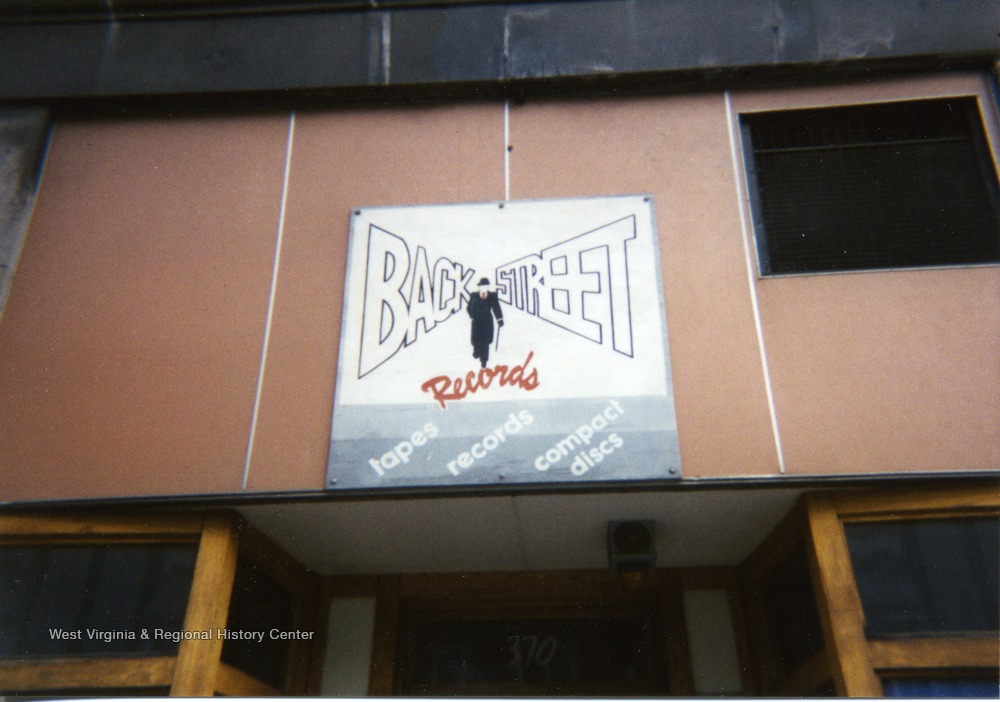 BACK STREET
Records
tapes records compact discs
370
West Virginia & Regional History Center